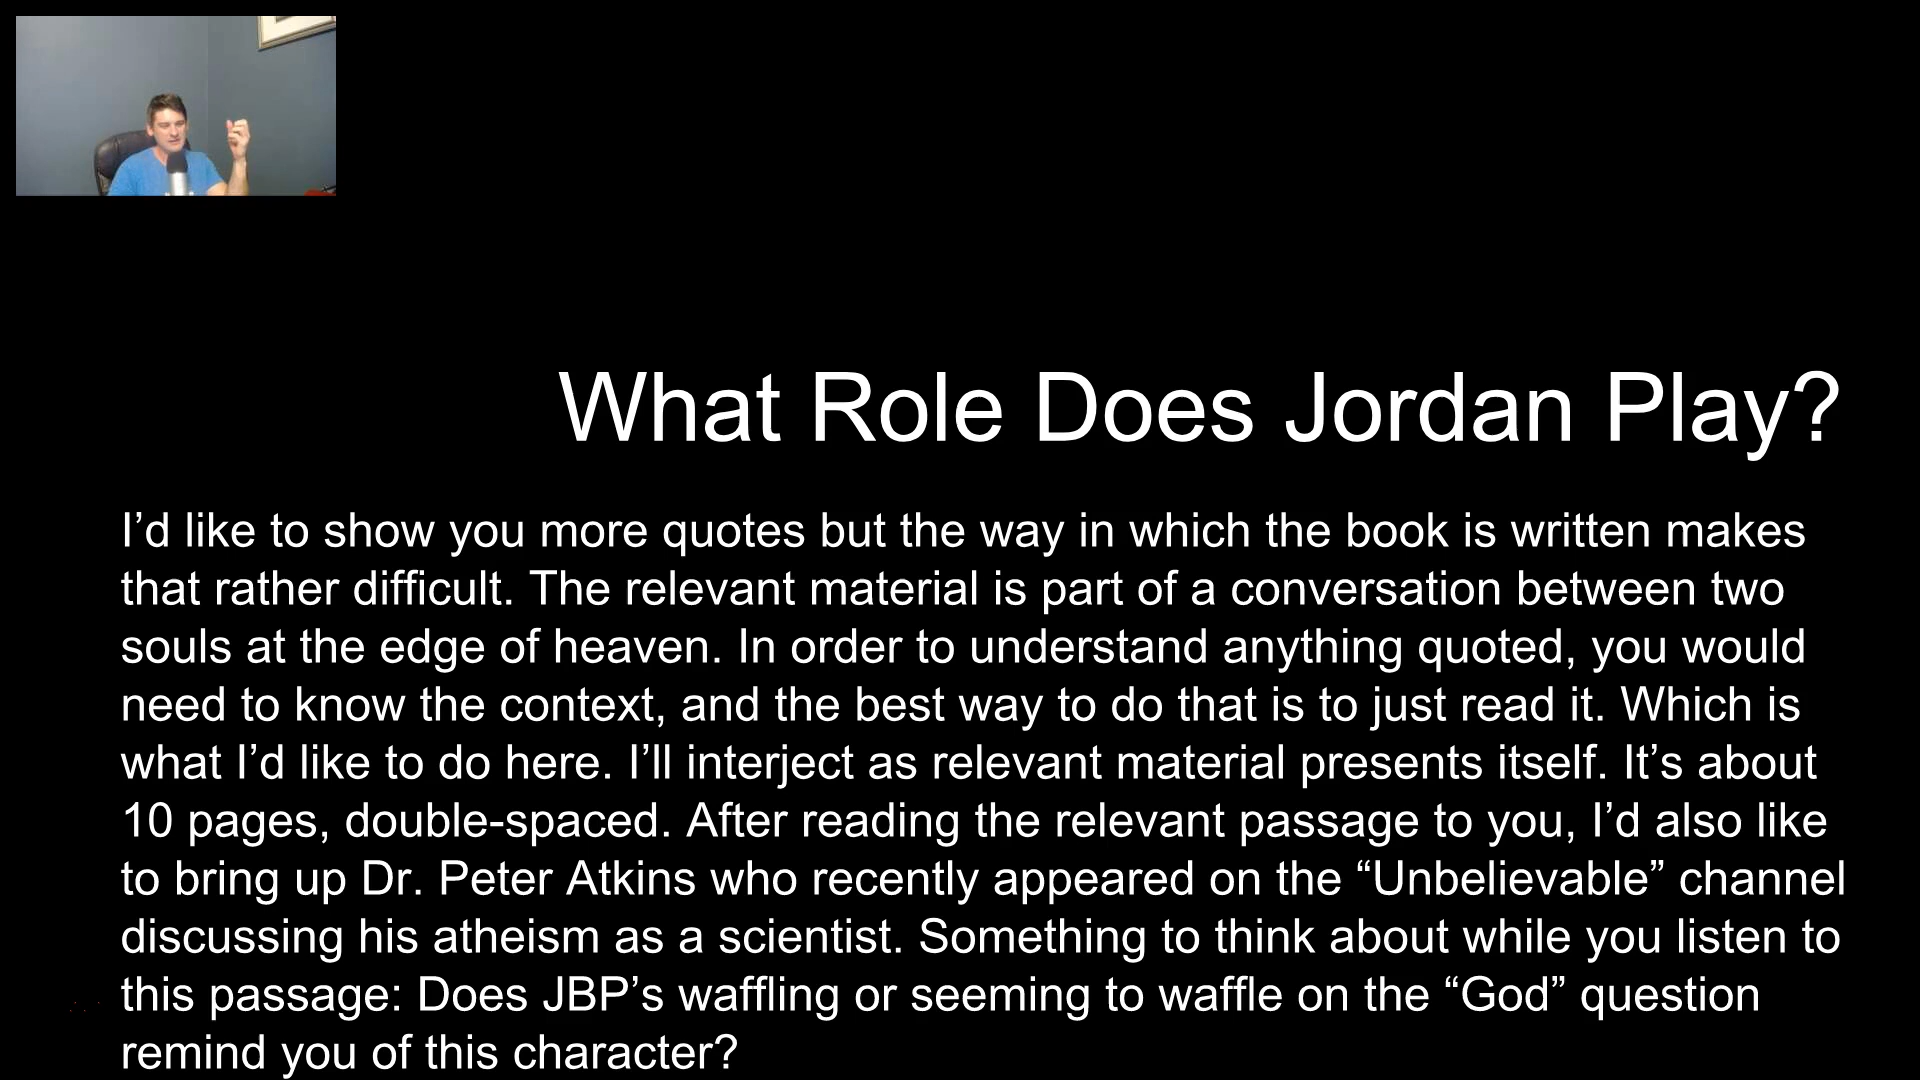 What Role Does Jordan Play?
I’d like to show you more quotes but the way in which the book is written makes
that rather difficult. The relevant material is part of a conversation between two
souls at the edge of heaven. In order to understand anything quoted, you would
need to know the context, and the best way to do that is to just read it. Which is
what I’d like to do here. I’ll interject as relevant material presents itself. It’s about
10 pages, double-spaced. After reading the relevant passage to you, I’d also like
to bring up Dr. Peter Atkins who recently appeared on the “Unbelievable” channel
discussing his atheism as a scientist. Something to think about while you listen to
this passage: Does JBP’s waffling or seeming to waffle on the “God” question
remind you of this character?